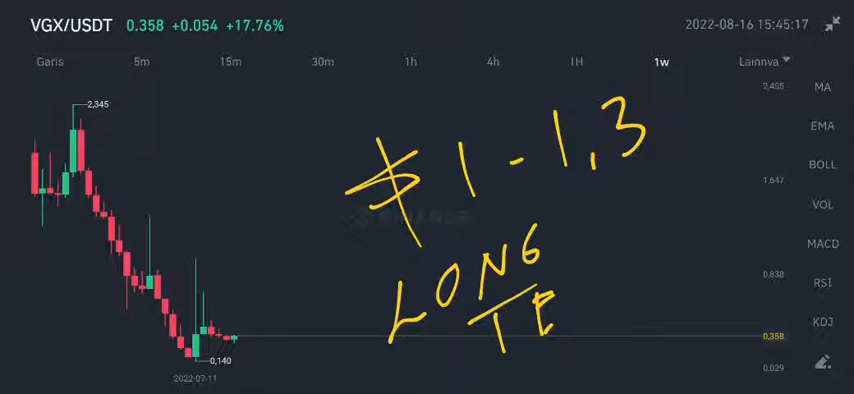 VGX/USDT 0.358 +0.054 +17.76% 2022-08-16 15:45:17
Garis 5m 15m 30m 1h 4h 1H 1w Lainnya
2,455
MA
2,345
EMA
1 - 1,3
BOLL
1.647
VOL
BINANCE
MACD
LONG
0,838
RSI
KDJ
0,358
0,140
0,029
2022-07-11